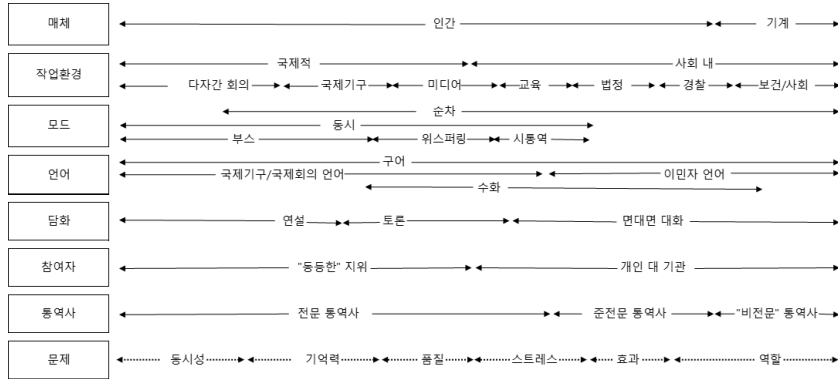 매체 인간 기계
작업환경 국제적 사회 내
다자간 회의 국제기구 미디어 교육 법정 경찰 보건/사회
모드 순차
동시
부스 위스퍼링 시통역
언어 구어
국제기구/국제회의 언어 이민자 언어
수화
담화 연설 토론 면대면 대화
참여자 "동등한" 지위 개인 대 기관
통역사 전문 통역사 준전문 통역사 "비전문" 통역사
문제 동시성 기억력 품질 스트레스 효과 역할